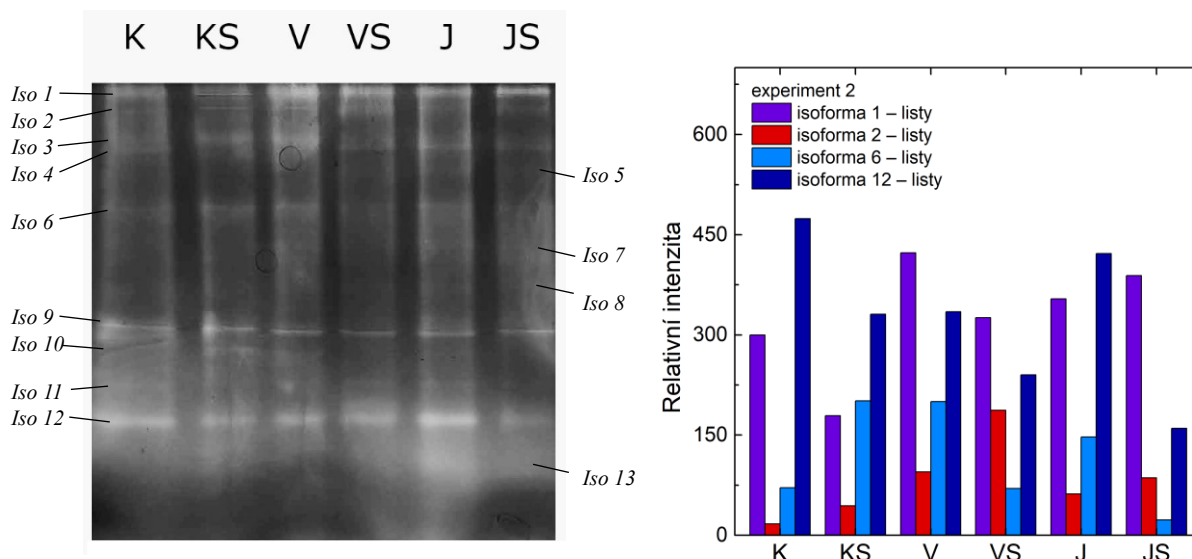 K KS V VS J JS
Iso 1
Iso 2
Iso 3
Iso 4
Iso 5
Iso 6
Iso 7
Iso 8
Iso 9
Iso 10
Iso 11
Iso 12
Iso 13
experiment 2
isoforma 1 – listy
isoforma 2 – listy
isoforma 6 – listy
isoforma 12 – listy
Relativní intenzita
600
450
300
150
0
K KS V VS J JS